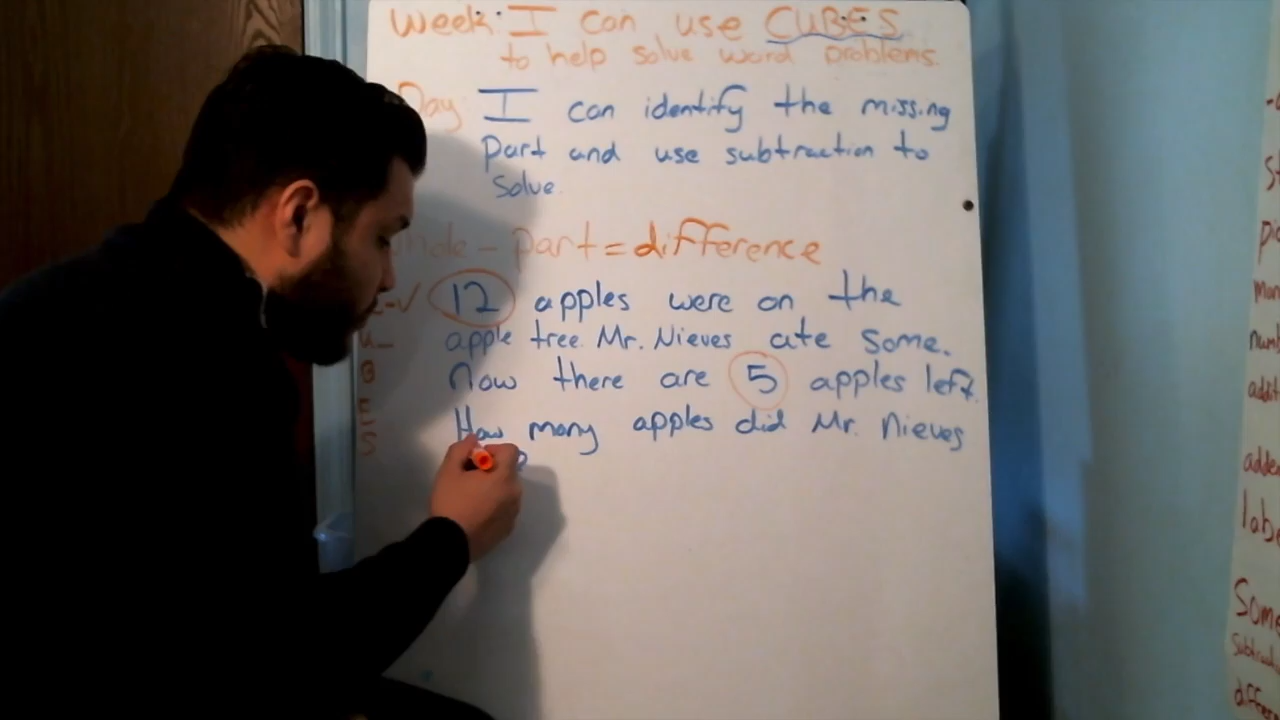 Week: I can use CUBES
to help solve word problems.
Day: I can identify the missing
part and use subtraction to
solve.
- part = difference
C-✓ 12 apples were on the
U_ apple tree. Mr. Nieves ate some.
B Now there are 5 apples left.
E How many apples did Mr. Nieves
S ?